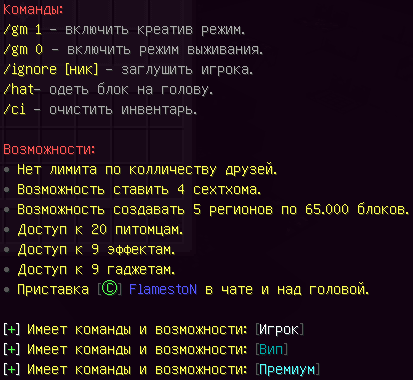 Команды:
/gm 1 - включить креатив режим.
/gm 0 - включить режим выживания.
/ignore [ник] - заглушить игрока.
/hat- одеть блок на голову.
/ci - очистить инвентарь.
Возможности:
• Нет лимита по колличеству друзей.
• Возможность ставить 4 сехтхома.
• Возможность создавать 5 регионов по 65.000 блоков.
• Доступ к 20 питомцам.
• Доступ к 9 эффектам.
• Доступ к 9 гаджетам.
• Приставка [©] FlamestoN в чате и над головой.
[+] Имеет команды и возможности: [Игрок]
[+] Имеет команды и возможности: [Вип]
[+] Имеет команды и возможности: [Премиум]